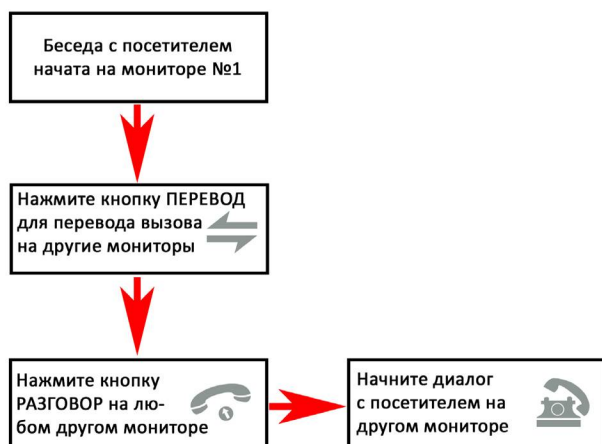 Беседа с посетителем
начата на мониторе №1
Нажмите кнопку ПЕРЕВОД
для перевода вызова
на другие мониторы
Нажмите кнопку
РАЗГОВОР на лю-
бом другом мониторе
Начните диалог
с посетителем на
другом мониторе